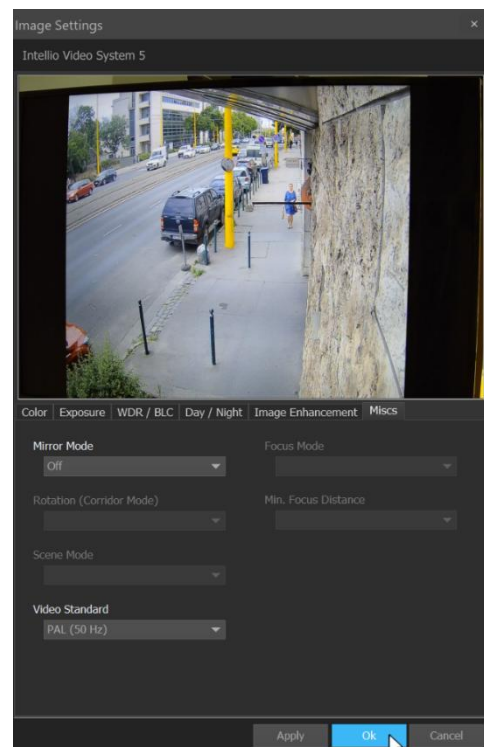 Image Settings ×
Intellio Video System 5
Color Exposure WDR / BLC Day / Night Image Enhancement Miscs
Mirror Mode Focus Mode
Off
Rotation (Corridor Mode) Min. Focus Distance
Scene Mode
Video Standard
PAL (50 Hz)
Apply Ok Cancel